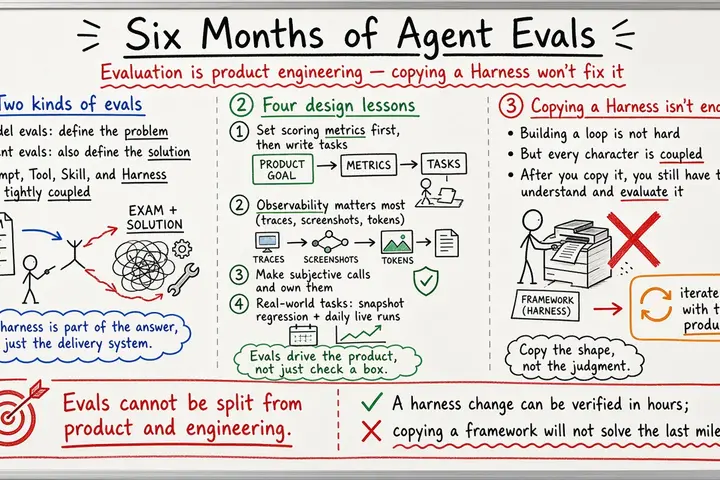 Six Months of Agent Evals
Evaluation is product engineering — copying a Harness won't fix it
Two kinds of evals
evals: define the problem
evals: also define the solution
Tool, Skill, and Harness
tightly coupled
EXAM +
SOLUTION
harness is part of the answer,
just the delivery system.
2 Four design lessons
1 Set scoring metrics first,
then write tasks
PRODUCT
GOAL
METRICS
TASKS
2 Observability matters most
(traces, screenshots, tokens)
TRACES
SCREENSHOTS
TOKENS
3 Make subjective calls
and own them
4 Real-world tasks: snapshot
regression + daily live runs
Evals drive the product,
not just check a box.
3 Copying a Harness isn't
• Building a loop is not hard
• But every character is coupled
• After you copy it, you still have
understand and evaluate it
FRAMEWORK
(HARNESS)
iterate
with
Copy the shape,
not the judgment.
Evals cannot be split from
product and engineering.
✓ A harness change can be verified in hours;
✗ copying a framework will not solve the last